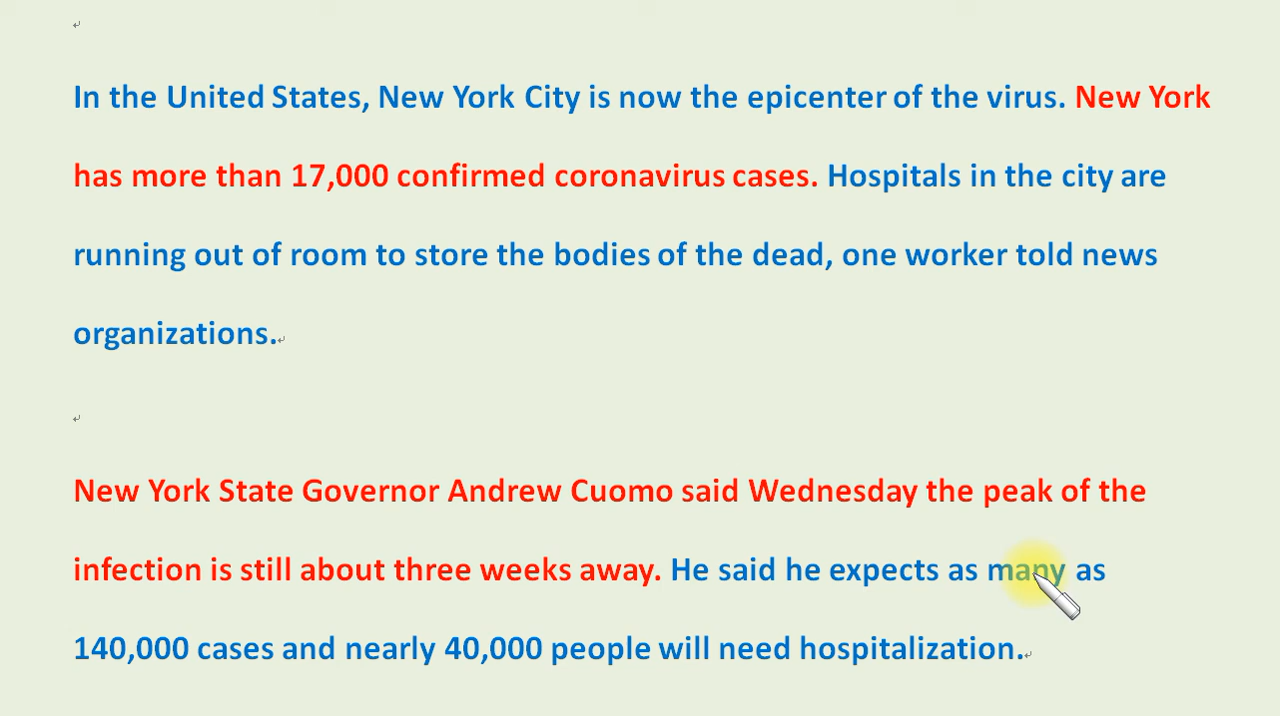 In the United States, New York City is now the epicenter of the virus. New York
has more than 17,000 confirmed coronavirus cases. Hospitals in the city are
running out of room to store the bodies of the dead, one worker told news
organizations.
New York State Governor Andrew Cuomo said Wednesday the peak of the
infection is still about three weeks away. He said he expects as many as
140,000 cases and nearly 40,000 people will need hospitalization.